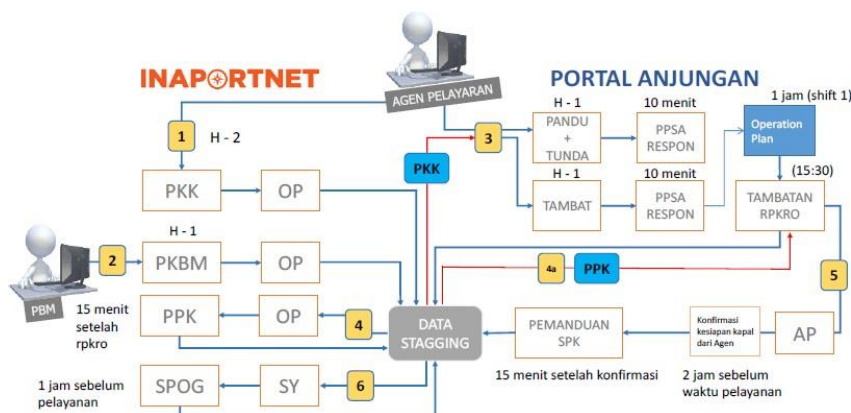 INAPORTNET
AGEN PELAYARAN
PORTAL ANJUNGAN
1 jam (shift 1)
H - 1
10 menit
1
H - 2
3
PANDU
+
TUNDA
PPSA
RESPON
Operation
Plan
PKK
H - 1
10 menit
(15:30)
PKK
OP
TAMBAT
PPSA
RESPON
TAMBATAN
RPKRO
H - 1
2
PKBM
OP
4a
PPK
5
PBM
15 menit
setelah
rpkro
PPK
OP
4
DATA
STAGGING
PEMANDUAN
SPK
Konfirmasi
kesiapan kapal
dari Agen
AP
1 jam sebelum
pelayanan
SPOG
SY
6
15 menit setelah konfirmasi
2 jam sebelum
waktu pelayanan